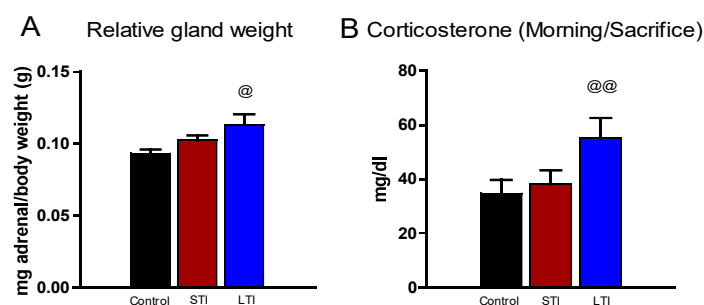 A Relative gland weight
mg adrenal/body weight (g)
0.15
0.10
0.05
0.00
@
Control STI LTI
B Corticosterone (Morning/Sacrifice)
mg/dl
80
60
40
20
0
@@
Control STI LTI